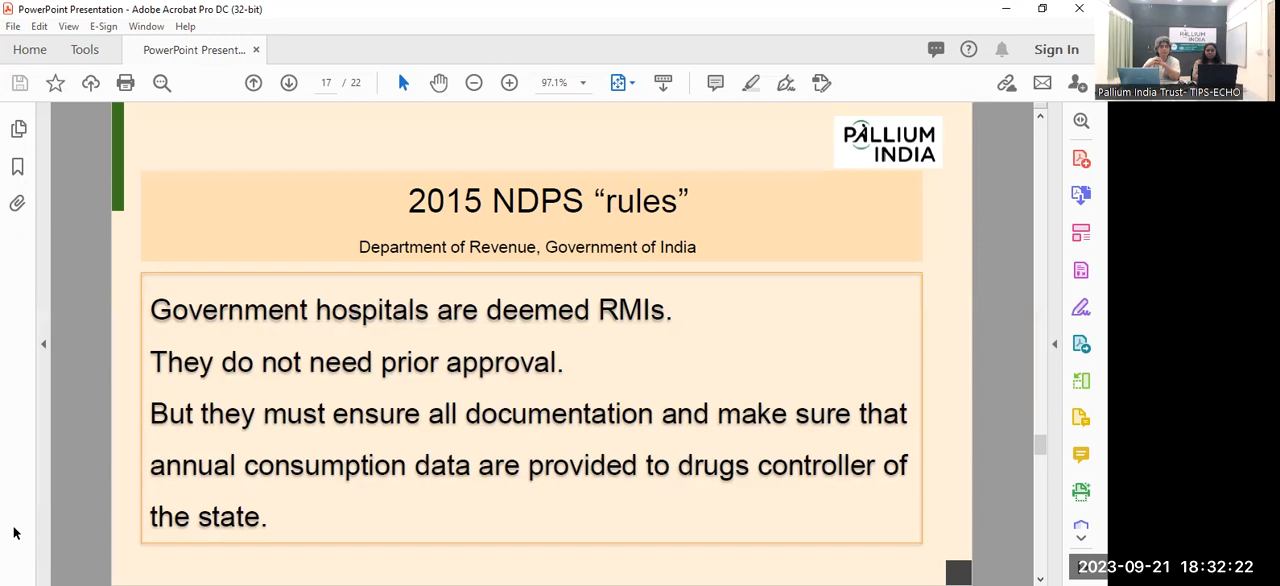 PowerPoint Presentation - Adobe Acrobat Pro DC (32-bit)
File Edit View E-Sign Window Help
Home Tools PowerPoint Present... × Sign In
17 / 22 97.1%
PALLIUM
INDIA
Pallium India Trust- TIPS-ECHO
PALLIUM
INDIA
2015 NDPS “rules”
Department of Revenue, Government of India
Government hospitals are deemed RMIs.
They do not need prior approval.
But they must ensure all documentation and make sure that
annual consumption data are provided to drugs controller of
the state.
2023-09-21 18:32:22